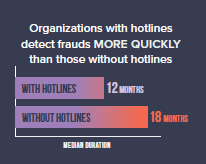 Organizations with hotlines
detect frauds MORE QUICKLY
than those without hotlines
WITH HOTLINES 12 MONTHS
WITHOUT HOTLINES 18 MONTHS
MEDIAN DURATION